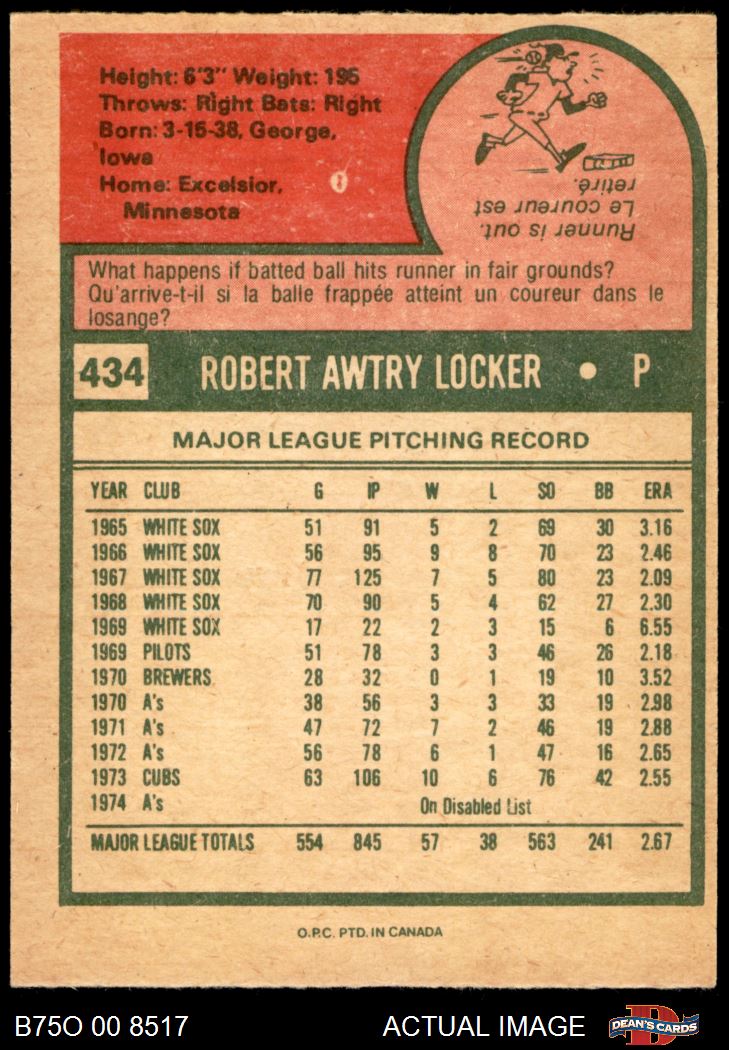 Height: 6'3" Weight: 195
Throws: Right Bats: Right
Born: 3-15-38, George,
Iowa
Home: Excelsior,
Minnesota
Runner is out.
Le coureur est
retiré.
What happens if batted ball hits runner in fair grounds?
Qu'arrive-t-il si la balle frappée atteint un coureur dans le
losange?
434 ROBERT AWTRY LOCKER • P
MAJOR LEAGUE PITCHING RECORD
YEAR CLUB G IP W L SO BB ERA
1965 WHITE SOX 51 91 5 2 69 30 3.16
1966 WHITE SOX 56 95 9 8 70 23 2.46
1967 WHITE SOX 77 125 7 5 80 23 2.09
1968 WHITE SOX 70 90 5 4 62 27 2.30
1969 WHITE SOX 17 22 2 3 15 6 6.55
1969 PILOTS 51 78 3 3 46 26 2.18
1970 BREWERS 28 32 0 1 19 10 3.52
1970 A's 38 56 3 3 33 19 2.98
1971 A's 47 72 7 2 46 19 2.88
1972 A's 56 78 6 1 47 16 2.65
1973 CUBS 63 106 10 6 76 42 2.55
1974 A's On Disabled List
MAJOR LEAGUE TOTALS 554 845 57 38 563 241 2.67
O.P.C. PTD. IN CANADA
B75O 00 8517 ACTUAL IMAGE DEAN'S CARDS